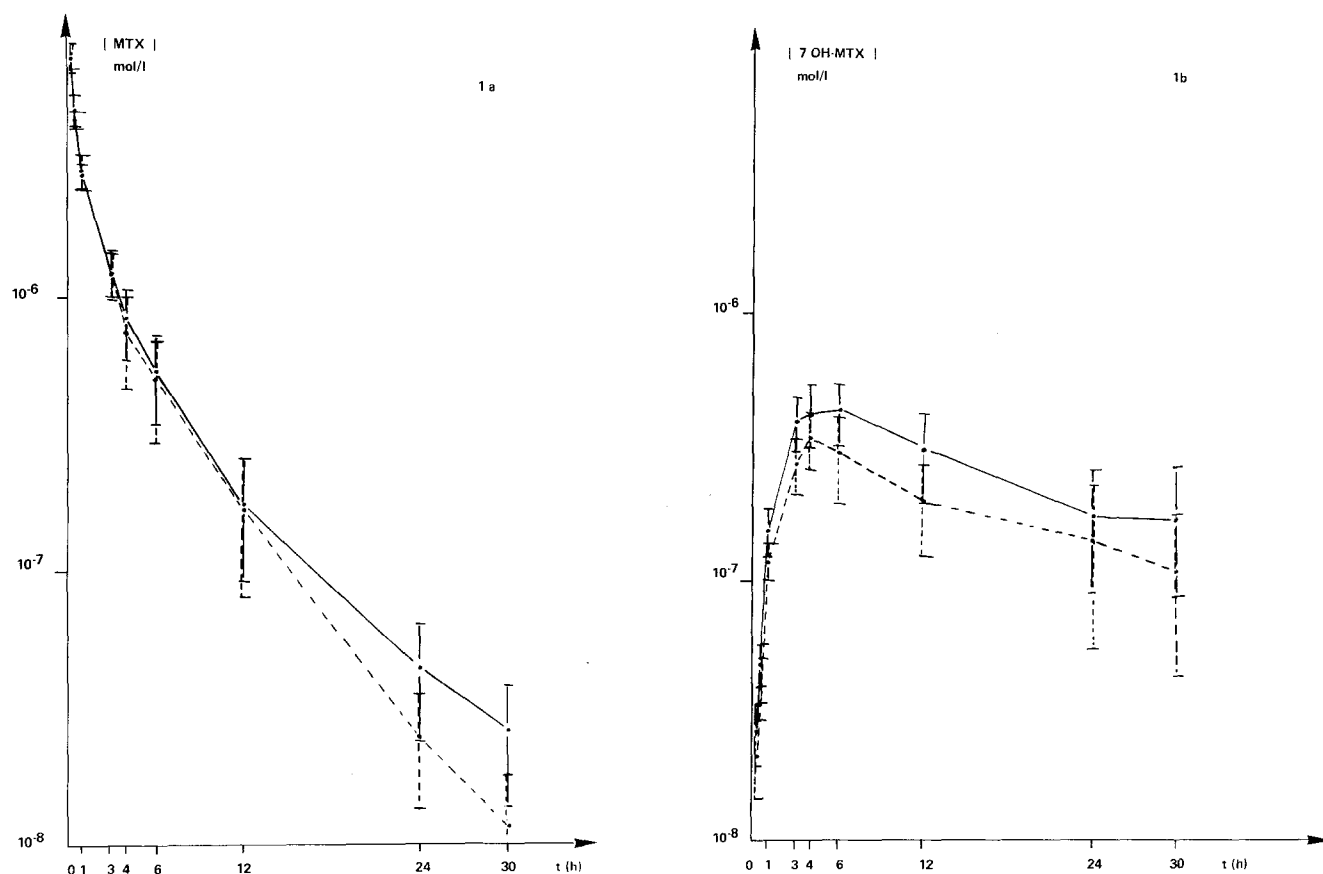 | MTX |
mol/l
1 a
10-6
10-7
10-8
0 1 3 4 6 12 24 30 t (h)
| 7 OH-MTX |
mol/l
1b
10-6
10-7
10-8
0 1 3 4 6 12 24 30 t (h)